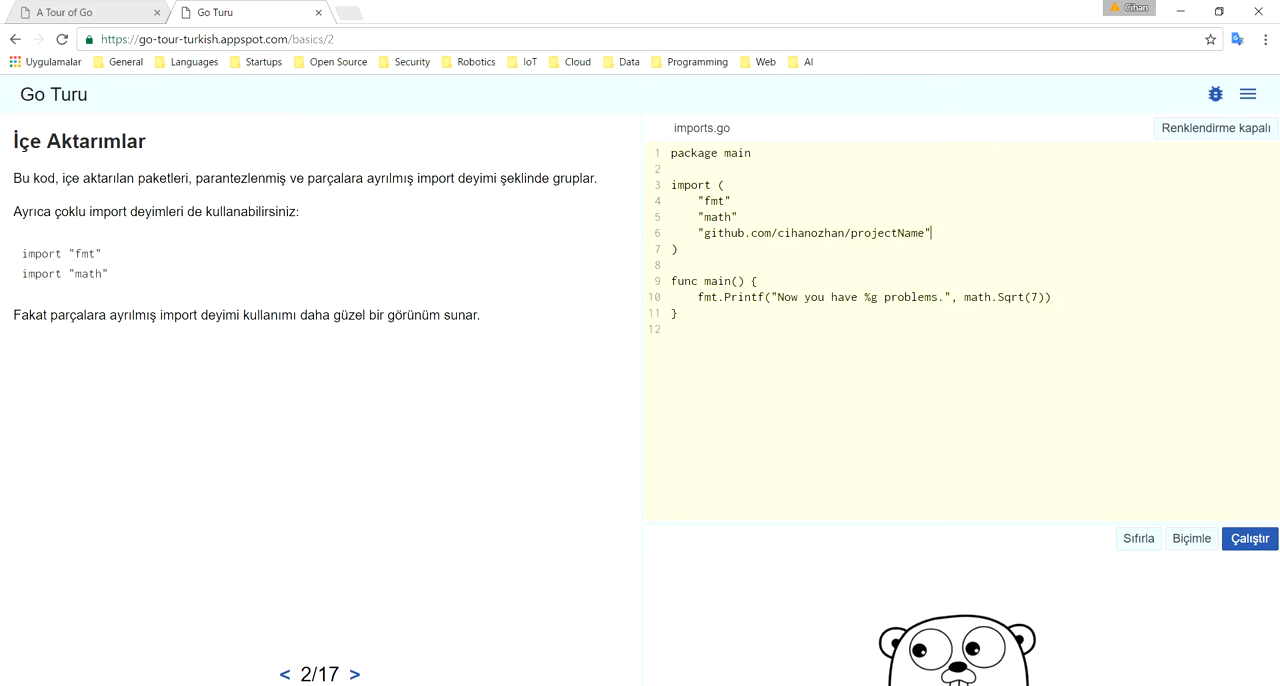 A Tour of Go
Go Turu
Cihan
https://go-tour-turkish.appspot.com/basics/2
Uygulamalar General Languages Startups Open Source Security Robotics IoT Cloud Data Programming Web AI
Go Turu
İçe Aktarımlar
Bu kod, içe aktarılan paketleri, parantezlenmiş ve parçalara ayrılmış import deyimi şeklinde gruplar.
Ayrıca çoklu import deyimleri de kullanabilirsiniz:
import "fmt"
import "math"
Fakat parçalara ayrılmış import deyimi kullanımı daha güzel bir görünüm sunar.
< 2/17 >
imports.go
Renklendirme kapalı
1 package main
2
3 import (
4 "fmt"
5 "math"
6 "github.com/cihanozhan/projectName"
7 )
8
9 func main() {
10 fmt.Printf("Now you have %g problems.", math.Sqrt(7))
11 }
12
Sıfırla Biçimle Çalıştır